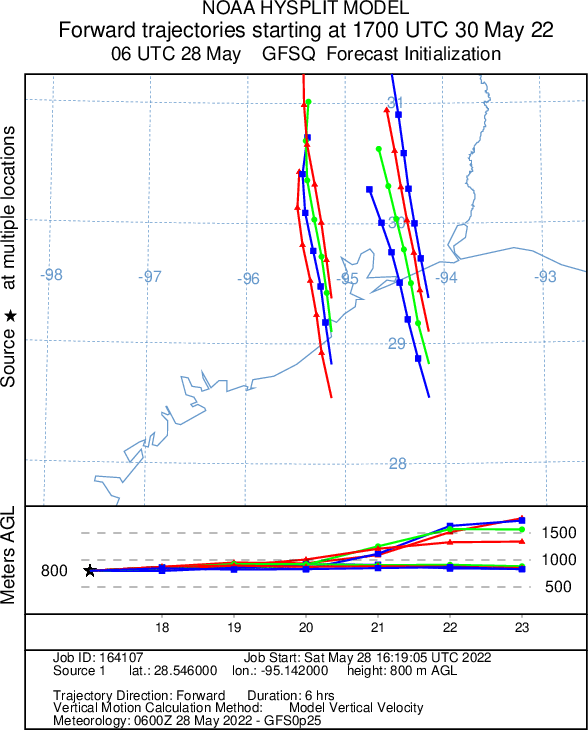 NOAA HYSPLIT MODEL
Forward trajectories starting at 1700 UTC 30 May 22
06 UTC 28 May GFSQ Forecast Initialization
Source ★ at multiple locations
31
30
-98
-97
-96
-95
-94
-93
29
28
Meters AGL
1500
1000
500
800
18
19
20
21
22
23
Job ID: 164107 Job Start: Sat May 28 16:19:05 UTC 2022
Source 1 lat.: 28.546000 lon.: -95.142000 height: 800 m AGL
Trajectory Direction: Forward Duration: 6 hrs
Vertical Motion Calculation Method: Model Vertical Velocity
Meteorology: 0600Z 28 May 2022 - GFS0p25